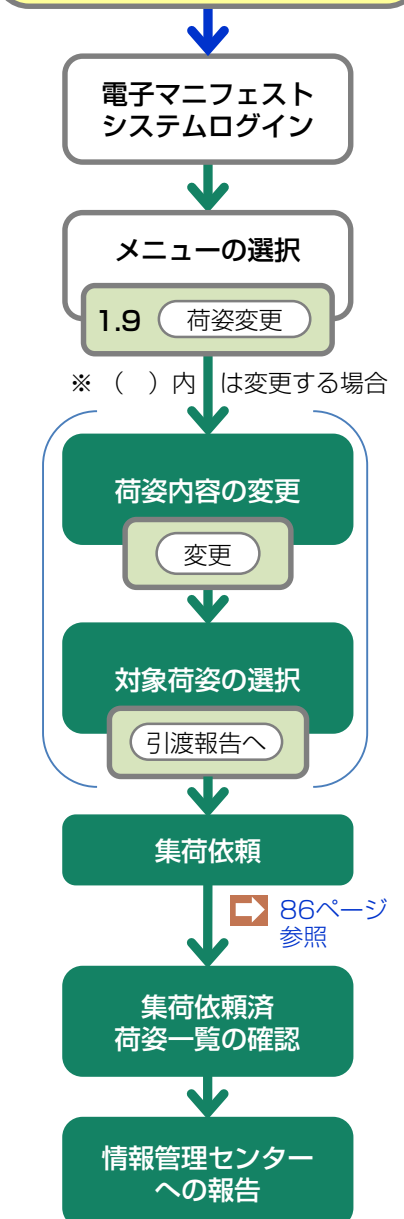 電子マニフェスト
システムログイン
メニューの選択
1.9 荷姿変更
※ （ ）内 は変更する場合
荷姿内容の変更
変更
対象荷姿の選択
引渡報告へ
集荷依頼
86ページ
参照
集荷依頼済
荷姿一覧の確認
情報管理センター
への報告